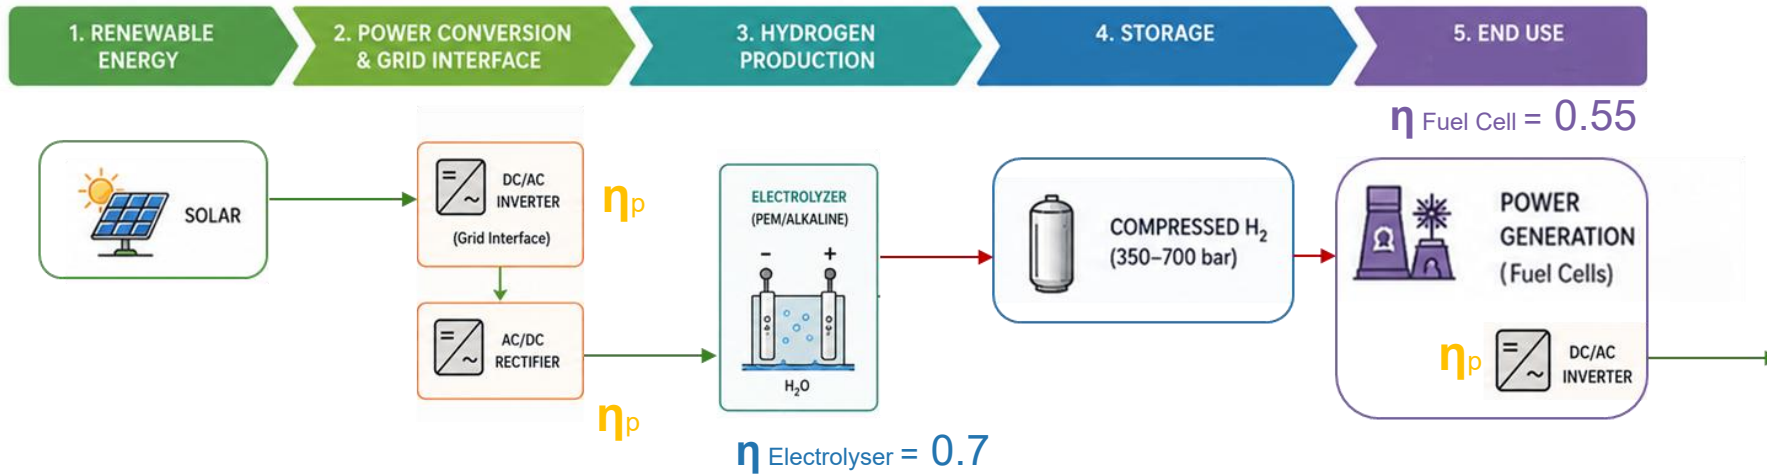 1. RENEWABLE
ENERGY
2. POWER CONVERSION
& GRID INTERFACE
3. HYDROGEN
PRODUCTION
4. STORAGE
5. END USE
η Fuel Cell = 0.55
SOLAR
DC/AC
INVERTER
(Grid Interface)
ηp
AC/DC
RECTIFIER
ηp
ELECTROLYZER
(PEM/ALKALINE)
- +
H₂O
η Electrolyser = 0.7
COMPRESSED H₂
(350–700 bar)
POWER
GENERATION
(Fuel Cells)
ηp
DC/AC
INVERTER